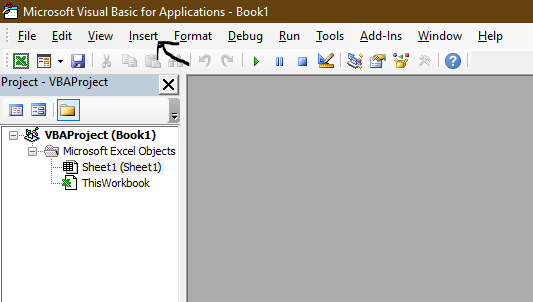 Microsoft Visual Basic for Applications - Book1
File Edit View Insert Format Debug Run Tools Add-Ins Window Help
Project - VBAProject
VBAProject (Book1)
Microsoft Excel Objects
Sheet1 (Sheet1)
ThisWorkbook